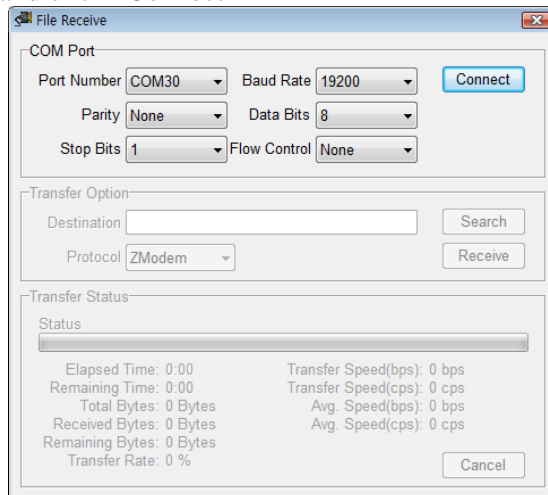 File Receive
COM Port
Port Number COM30 Baud Rate 19200 Connect
Parity None Data Bits 8
Stop Bits 1 Flow Control None
Transfer Option
Destination Search
Protocol ZModem Receive
Transfer Status
Status
Elapsed Time: 0:00 Transfer Speed(bps): 0 bps
Remaining Time: 0:00 Transfer Speed(cps): 0 cps
Total Bytes: 0 Bytes Avg. Speed(bps): 0 bps
Received Bytes: 0 Bytes Avg. Speed(cps): 0 cps
Remaining Bytes: 0 Bytes
Transfer Rate: 0 %
Cancel